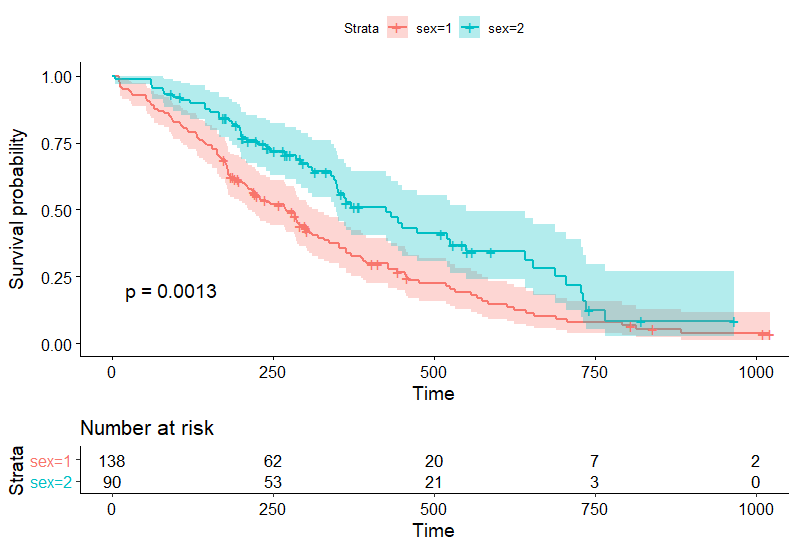 Strata sex=1 sex=2
1.00
0.75
0.50
0.25
0.00
Survival probability
p = 0.0013
0 250 500 750 1000
Time
Number at risk
Strata
sex=1 138 62 20 7 2
sex=2 90 53 21 3 0
0 250 500 750 1000
Time